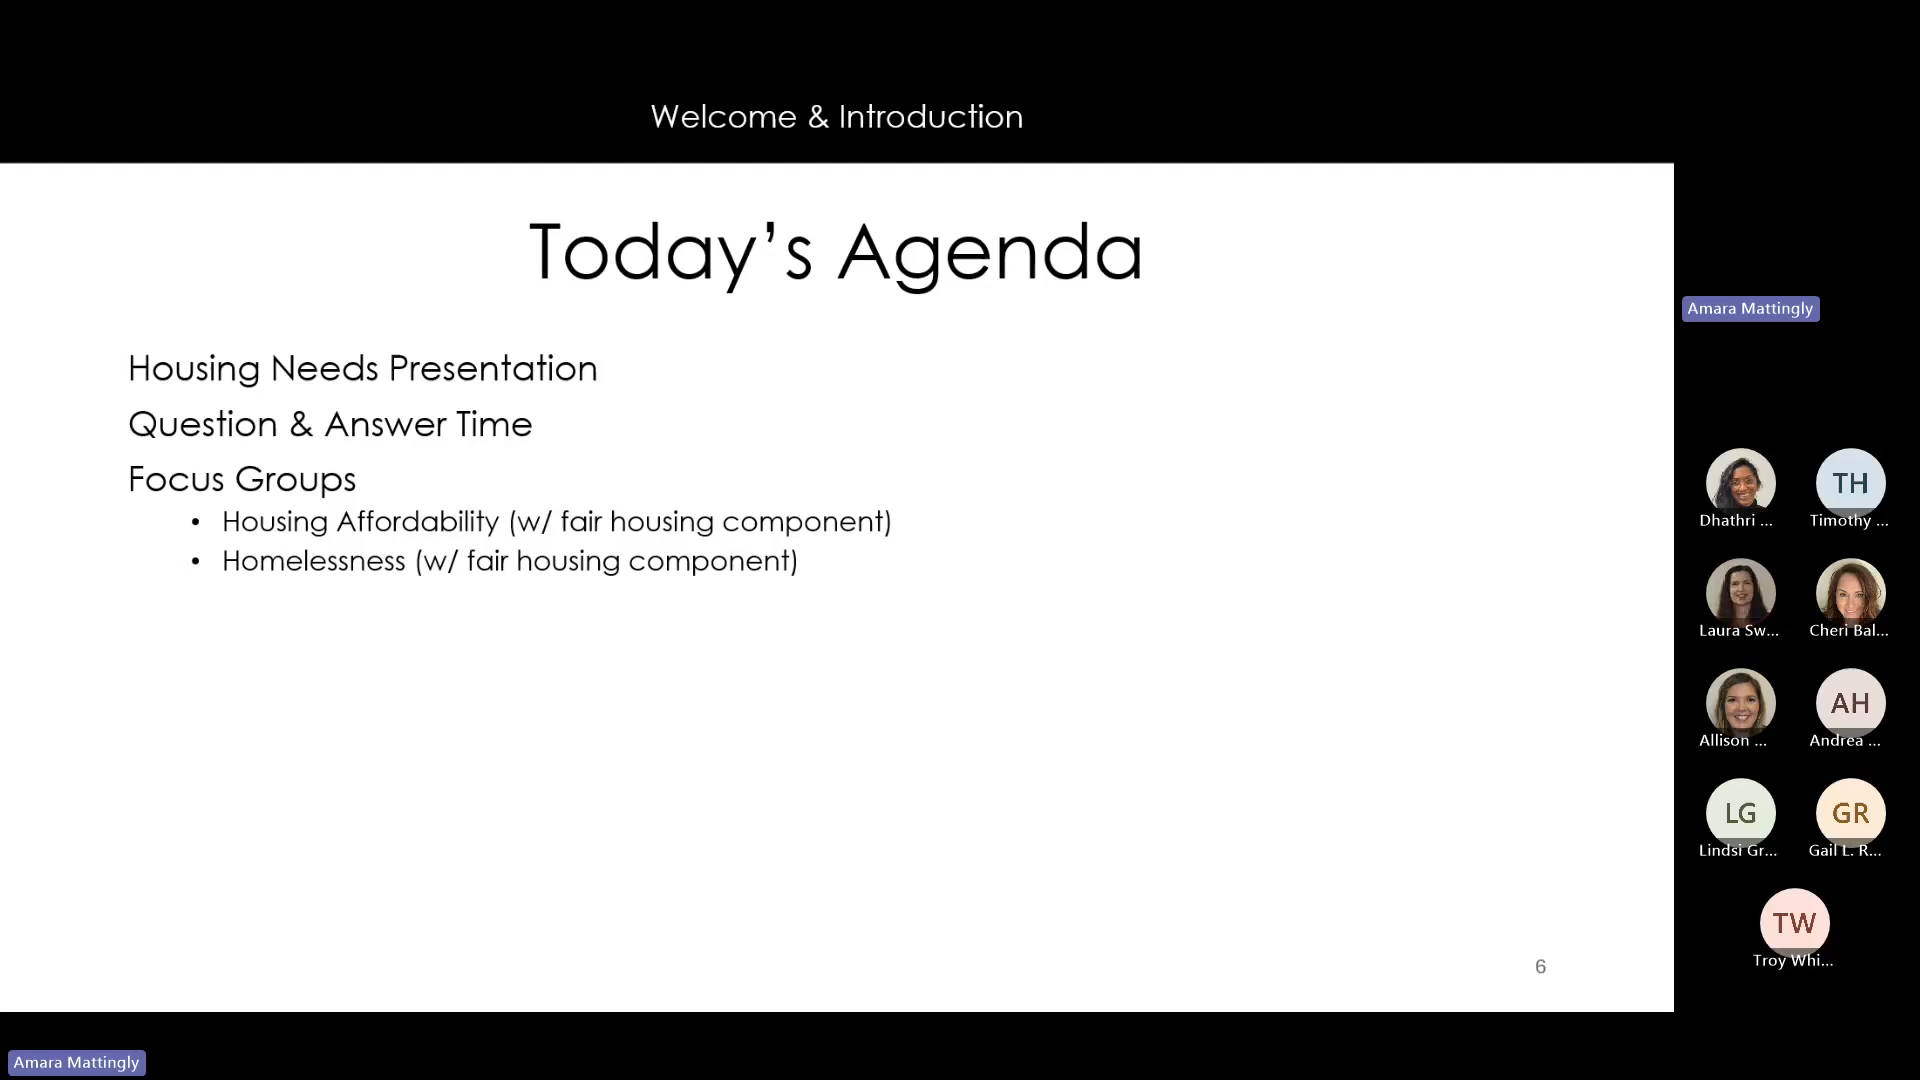 Welcome & Introduction
Today’s Agenda
Housing Needs Presentation
Question & Answer Time
Focus Groups
• Housing Affordability (w/ fair housing component)
• Homelessness (w/ fair housing component)
6
Amara Mattingly
Dhathri ...
TH
Timothy ...
Laura Sw...
Cheri Bal...
Allison ...
AH
Andrea ...
LG
Lindsi Gr...
GR
Gail L. R...
TW
Troy Whi...
Amara Mattingly